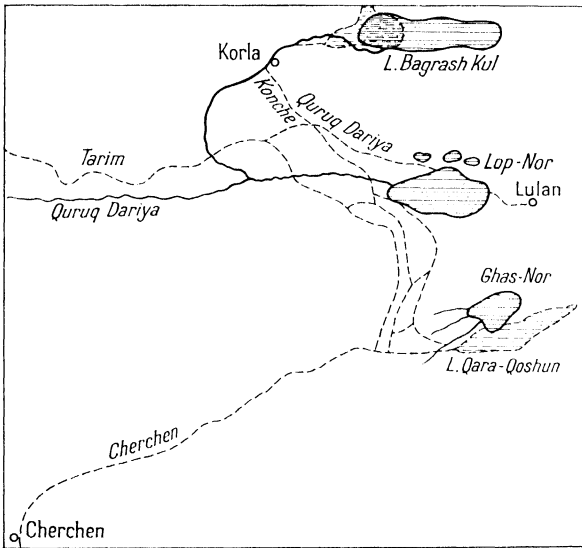 Korla
L.Bagrash Kul
Konche
Quruq Dariya
Tarim
Lop-Nor
Lulan
Quruq Dariya
Ghas-Nor
L.Qara-Qoshun
Cherchen
Cherchen